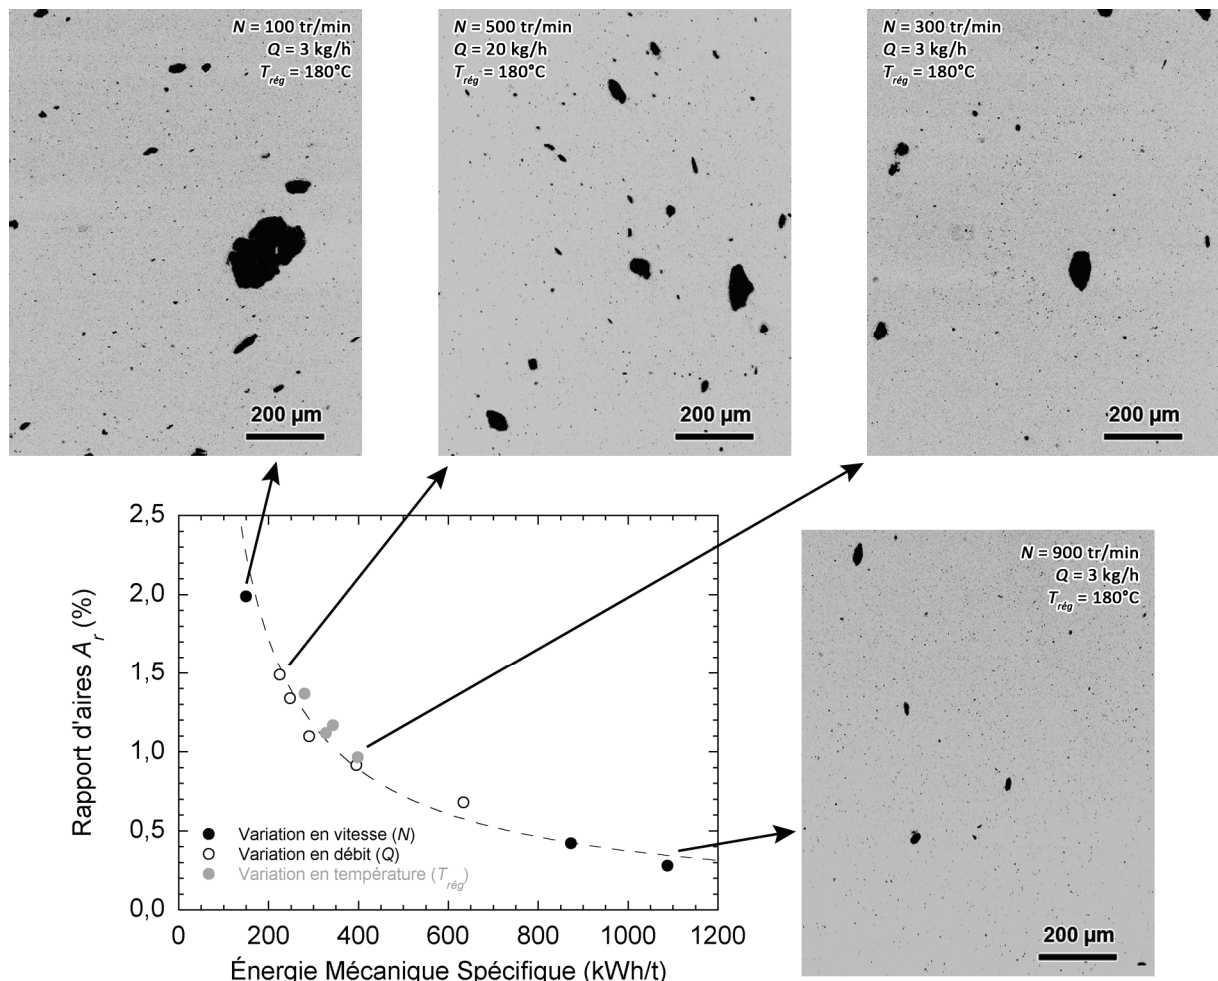 N = 100 tr/min
Q = 3 kg/h
T_rég = 180°C
200 µm
N = 500 tr/min
Q = 20 kg/h
T_rég = 180°C
200 µm
N = 300 tr/min
Q = 3 kg/h
T_rég = 180°C
200 µm
2,5
2,0
1,5
1,0
0,5
0,0
Rapport d'aires A_r (%)
Variation en vitesse (N)
Variation en débit (Q)
Variation en température (T_rég)
0 200 400 600 800 1000 1200
Énergie Mécanique Spécifique (kWh/t)
N = 900 tr/min
Q = 3 kg/h
T_rég = 180°C
200 µm